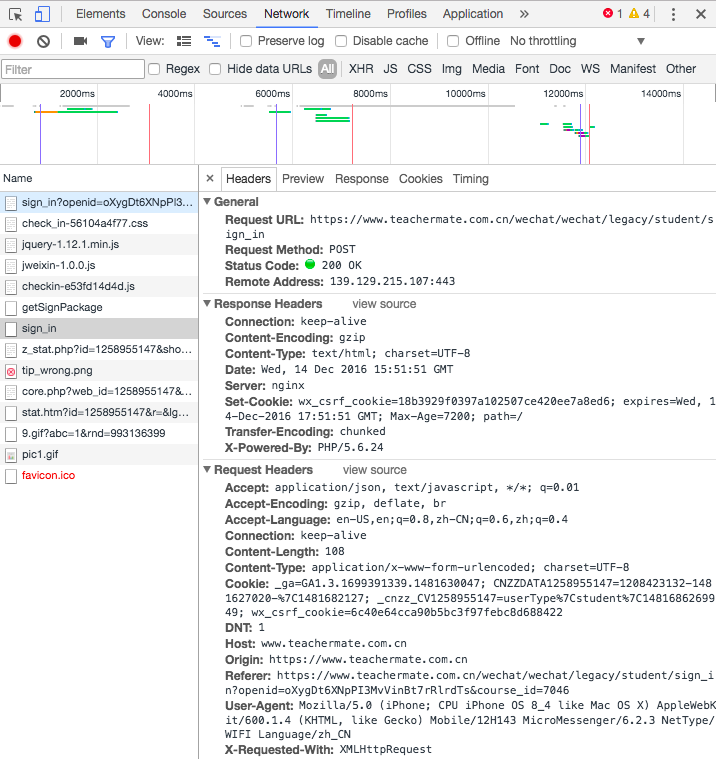 Elements Console Sources Network Timeline Profiles Application » 1 4
View: Preserve log Disable cache Offline No throttling
Filter Regex Hide data URLs All XHR JS CSS Img Media Font Doc WS Manifest Other
2000ms 4000ms 6000ms 8000ms 10000ms 12000ms 14000ms
Name
sign_in?openid=oXygDt6XNpPI3...
check_in-56104a4f77.css
jquery-1.12.1.min.js
jweixin-1.0.0.js
checkin-e53fd14d4d.js
getSignPackage
sign_in
z_stat.php?id=1258955147&sho...
tip_wrong.png
core.php?web_id=1258955147&...
stat.htm?id=1258955147&r=&lg...
9.gif?abc=1&rnd=993136399
pic1.gif
favicon.ico
× Headers Preview Response Cookies Timing
General
Request URL: https://www.teachermate.com.cn/wechat/wechat/legacy/student/s
ign_in
Request Method: POST
Status Code: 200 OK
Remote Address: 139.129.215.107:443
Response Headers view source
Connection: keep-alive
Content-Encoding: gzip
Content-Type: text/html; charset=UTF-8
Date: Wed, 14 Dec 2016 15:51:51 GMT
Server: nginx
Set-Cookie: wx_csrf_cookie=18b3929f0397a102507ce420ee7a8ed6; expires=Wed, 1
4-Dec-2016 17:51:51 GMT; Max-Age=7200; path=/
Transfer-Encoding: chunked
X-Powered-By: PHP/5.6.24
Request Headers view source
Accept: application/json, text/javascript, */*; q=0.01
Accept-Encoding: gzip, deflate, br
Accept-Language: en-US,en;q=0.8,zh-CN;q=0.6,zh;q=0.4
Connection: keep-alive
Content-Length: 108
Content-Type: application/x-www-form-urlencoded; charset=UTF-8
Cookie: _ga=GA1.3.1699391339.1481630047; CNZZDATA1258955147=1208423132-148
1627020-%7C1481682127; _cnzz_CV1258955147=userType%7Cstudent%7C14816862699
49; wx_csrf_cookie=6c40e64cca90b5bc3f97febc8d688422
DNT: 1
Host: www.teachermate.com.cn
Origin: https://www.teachermate.com.cn
Referer: https://www.teachermate.com.cn/wechat/wechat/legacy/student/sign_i
n?openid=oXygDt6XNpPI3MvVinBt7rRlrdTs&course_id=7046
User-Agent: Mozilla/5.0 (iPhone; CPU iPhone OS 8_4 like Mac OS X) AppleWebK
it/600.1.4 (KHTML, like Gecko) Mobile/12H143 MicroMessenger/6.2.3 NetType/
WIFI Language/zh_CN
X-Requested-With: XMLHttpRequest